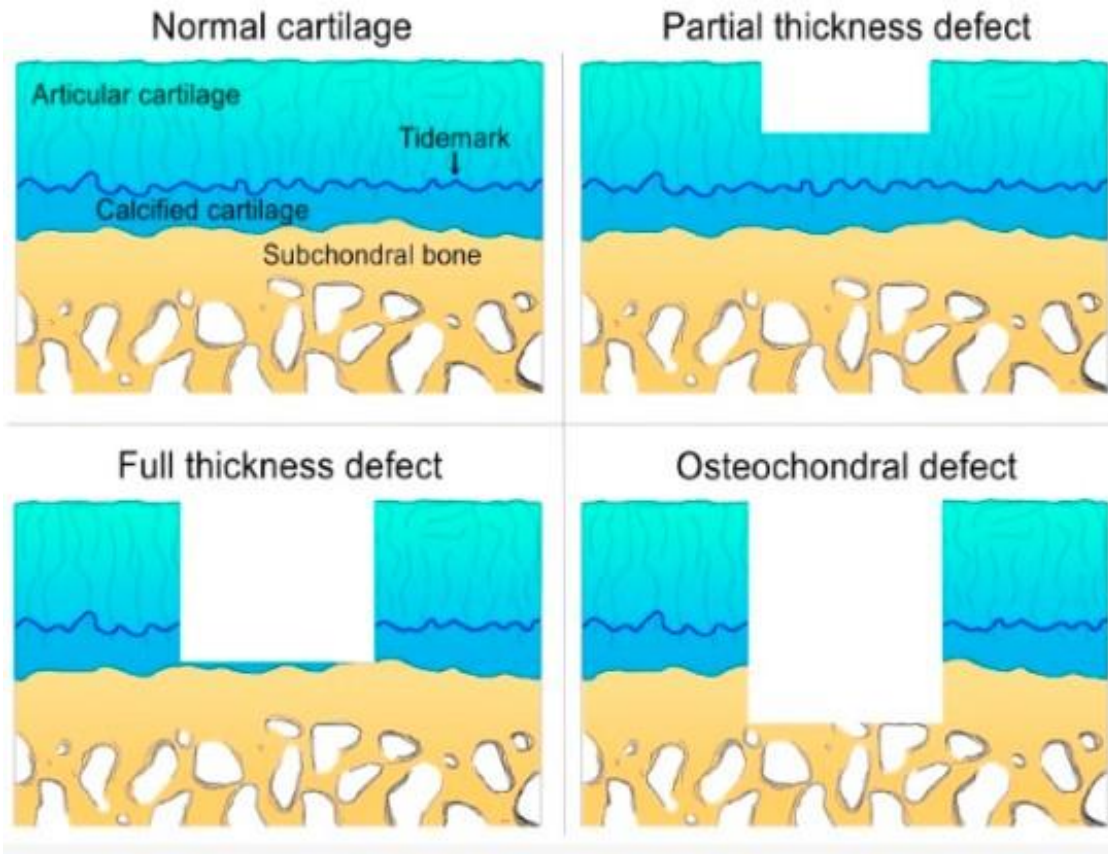 Normal cartilage
Partial thickness defect
Articular cartilage
Tidemark
Calcified cartilage
Subchondral bone
Full thickness defect
Osteochondral defect